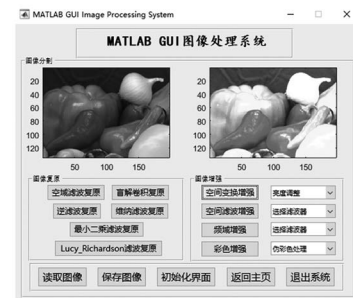 MATLAB GUI Image Processing System
MATLAB GUI图像处理系统
图像分割
20
40
60
80
100
120
50 100 150
20
40
60
80
100
120
50 100 150
图像复原
空域滤波复原 盲解卷积复原
逆滤波复原 维纳滤波复原
最小二乘滤波复原
Lucy_Richardson滤波复原
图像增强
空间变换增强 亮度调整
空间滤波增强 选择滤波器
频域增强 选择滤波器
彩色增强 伪彩色处理
读取图像 保存图像 初始化界面 返回主页 退出系统